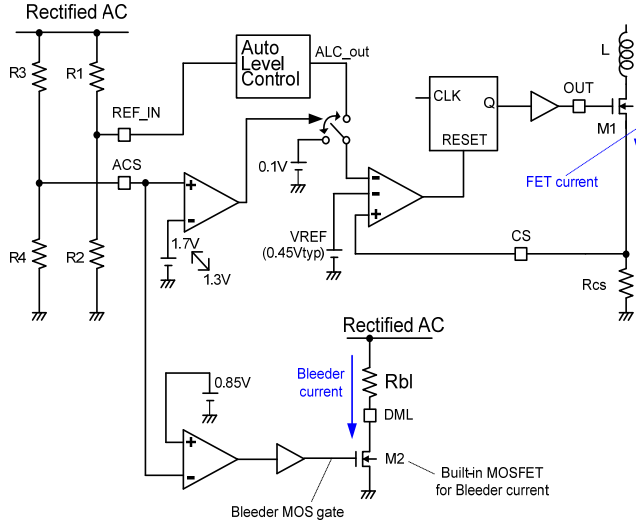 Rectified AC
R3
R1
REF_IN
Auto
Level
Control
ALC_out
CLK
Q
RESET
OUT
L
M1
FET current
ACS
0.1V
R4
R2
1.7V
1.3V
VREF
(0.45Vtyp)
CS
Rcs
Rectified AC
Bleeder
current
Rbl
DML
0.85V
M2
Built-in MOSFET
for Bleeder current
Bleeder MOS gate